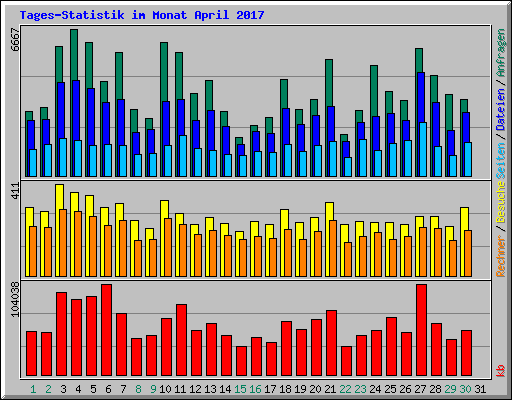 Tages-Statistik im Monat April 2017
6667
411
104038
Rechner / Besuche Seiten / Dateien / Anfragen
kb
1 2 3 4 5 6 7 8 9 10 11 12 13 14 15 16 17 18 19 20 21 22 23 24 25 26 27 28 29 30 31